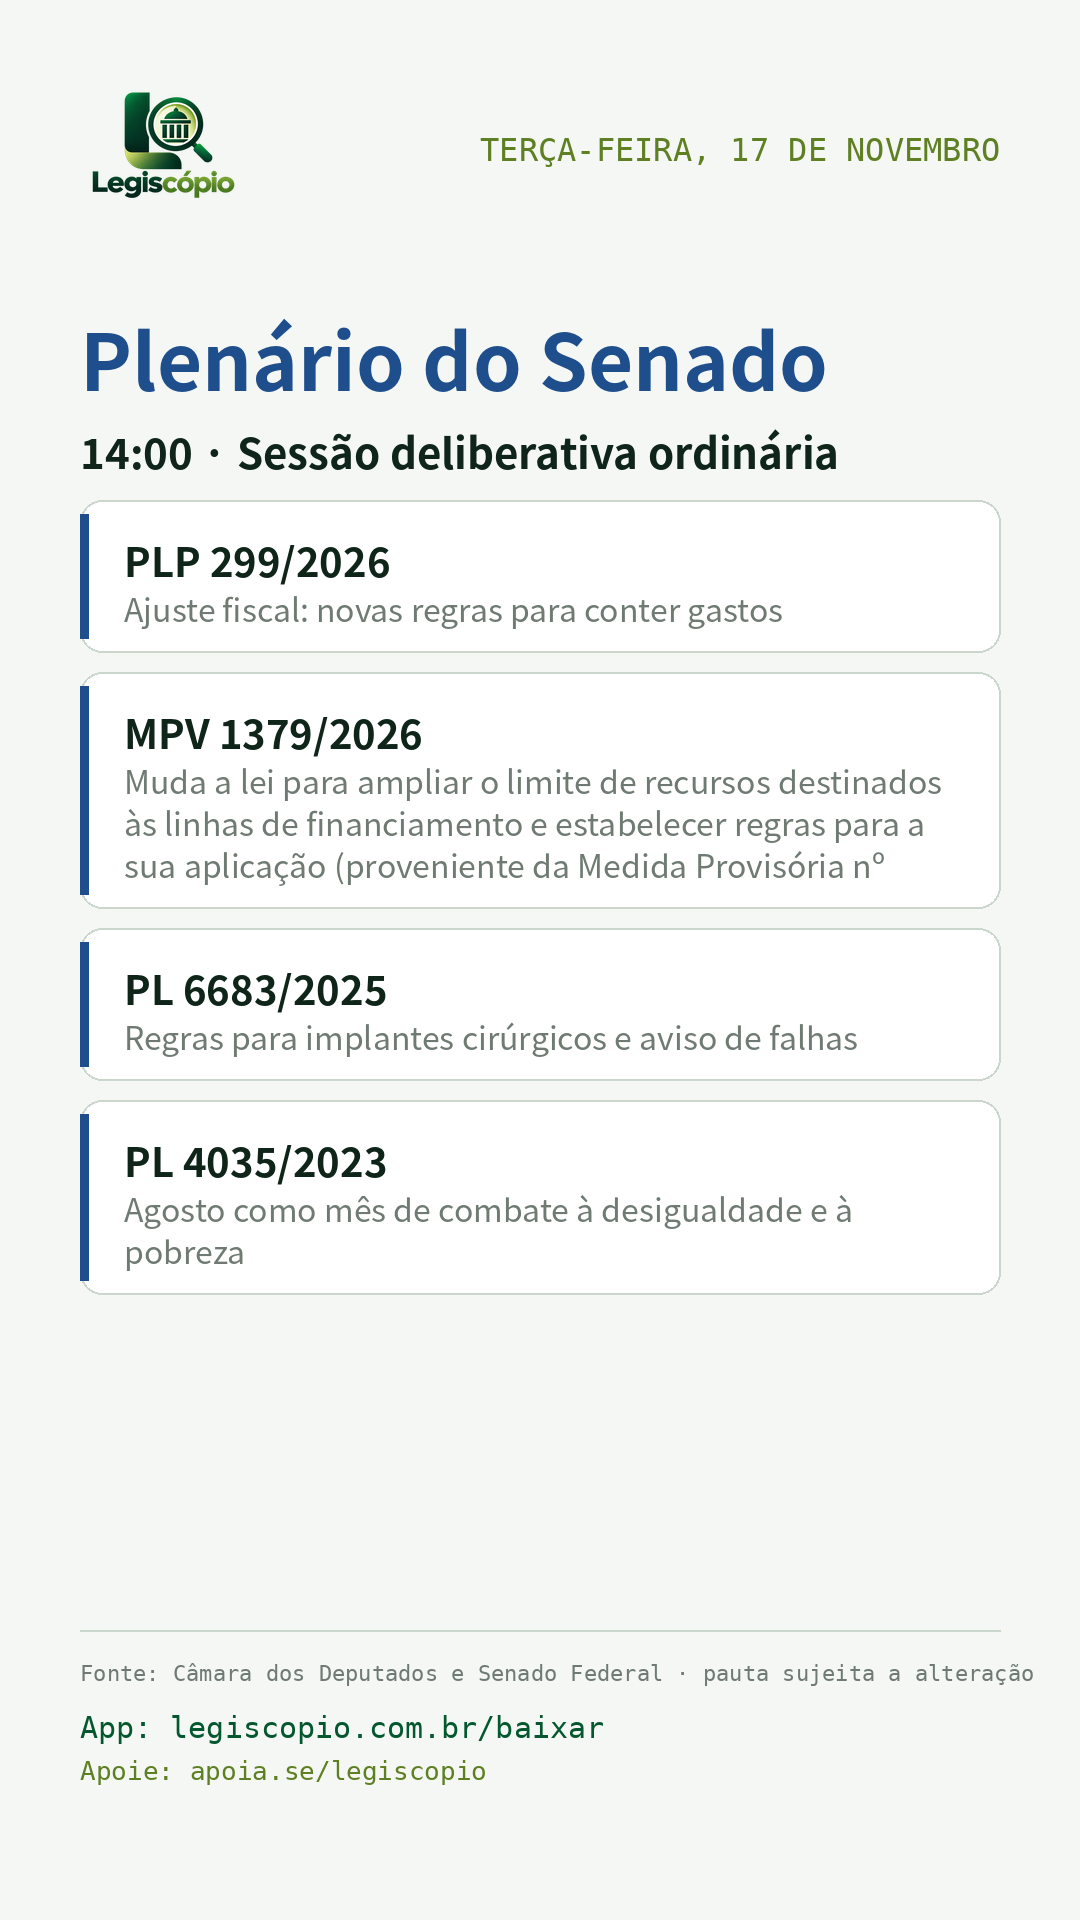 Legiscópio
TERÇA-FEIRA, 17 DE NOVEMBRO
Plenário do Senado
14:00 · Sessão deliberativa ordinária
PLP 299/2026
Ajuste fiscal: novas regras para conter gastos
MPV 1379/2026
Muda a lei para ampliar o limite de recursos destinados
às linhas de financiamento e estabelecer regras para a
sua aplicação (proveniente da Medida Provisória nº
PL 6683/2025
Regras para implantes cirúrgicos e aviso de falhas
PL 4035/2023
Agosto como mês de combate à desigualdade e à
pobreza
Fonte: Câmara dos Deputados e Senado Federal · pauta sujeita a alteração
App: legiscopio.com.br/baixar
Apoie: apoia.se/legiscopio